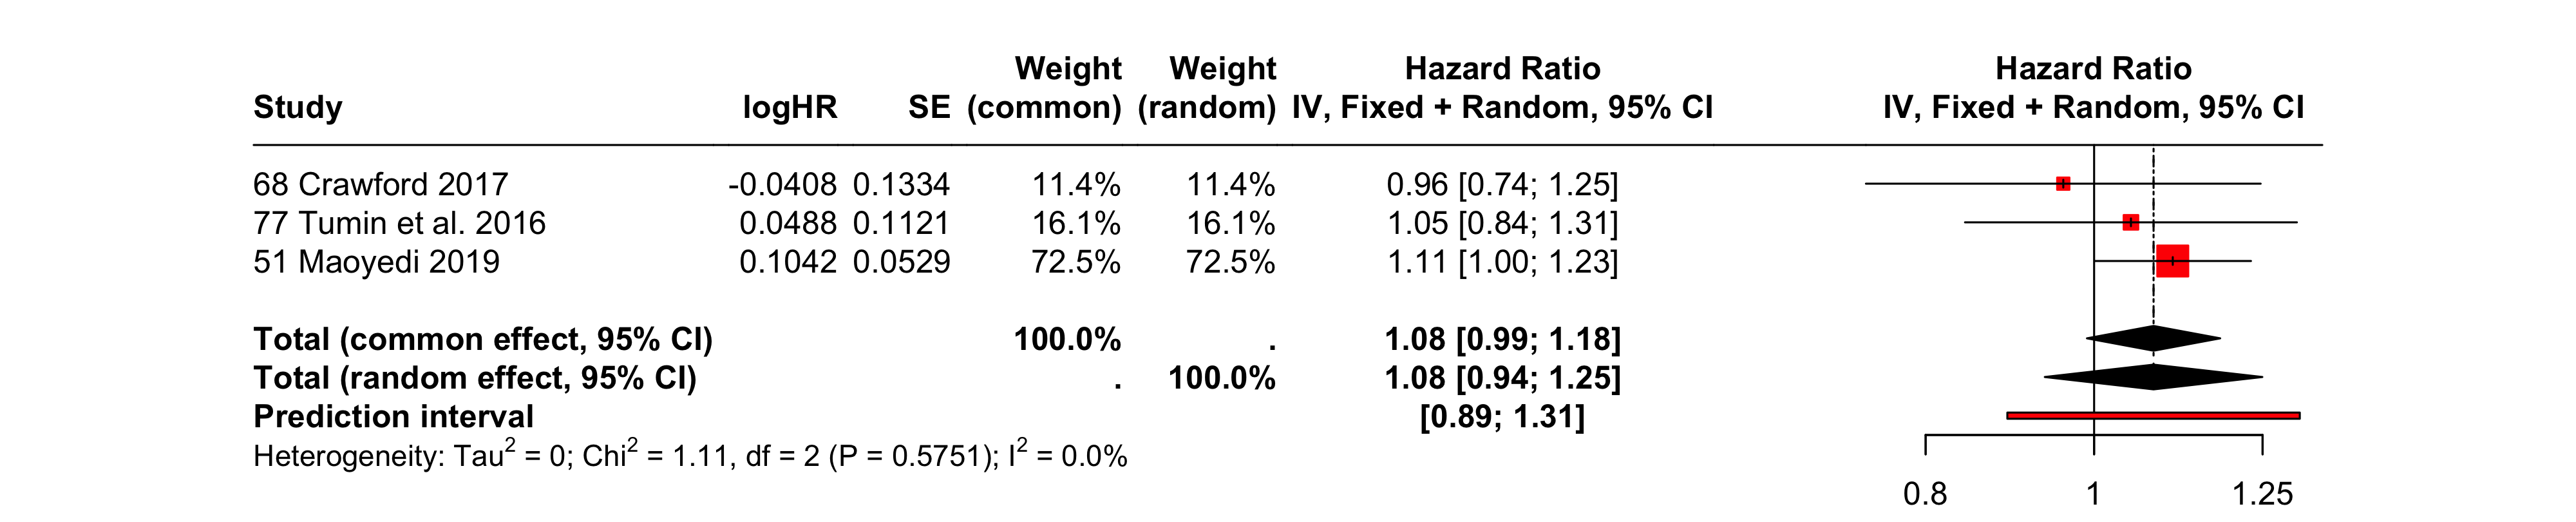 Weight Weight Hazard Ratio Hazard Ratio
Study logHR SE (common) (random) IV, Fixed + Random, 95% CI IV, Fixed + Random, 95% CI
68 Crawford 2017 -0.0408 0.1334 11.4% 11.4% 0.96 [0.74; 1.25]
77 Tumin et al. 2016 0.0488 0.1121 16.1% 16.1% 1.05 [0.84; 1.31]
51 Maoyedi 2019 0.1042 0.0529 72.5% 72.5% 1.11 [1.00; 1.23]
Total (common effect, 95% CI) 100.0% . 1.08 [0.99; 1.18]
Total (random effect, 95% CI) . 100.0% 1.08 [0.94; 1.25]
Prediction interval [0.89; 1.31]
Heterogeneity: Tau² = 0; Chi² = 1.11, df = 2 (P = 0.5751); I² = 0.0%
0.8 1 1.25